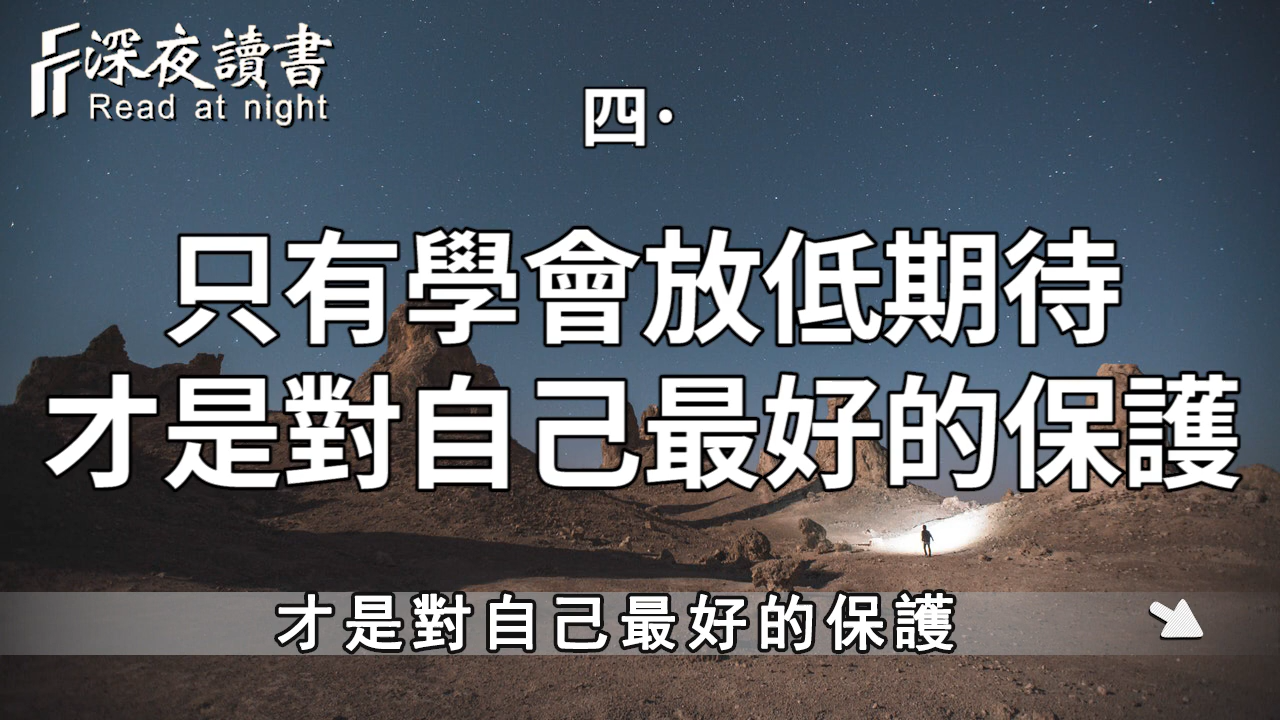 深夜讀書
Read at night
四·
只有學會放低期待
才是對自己最好的保護
才是對自己最好的保護